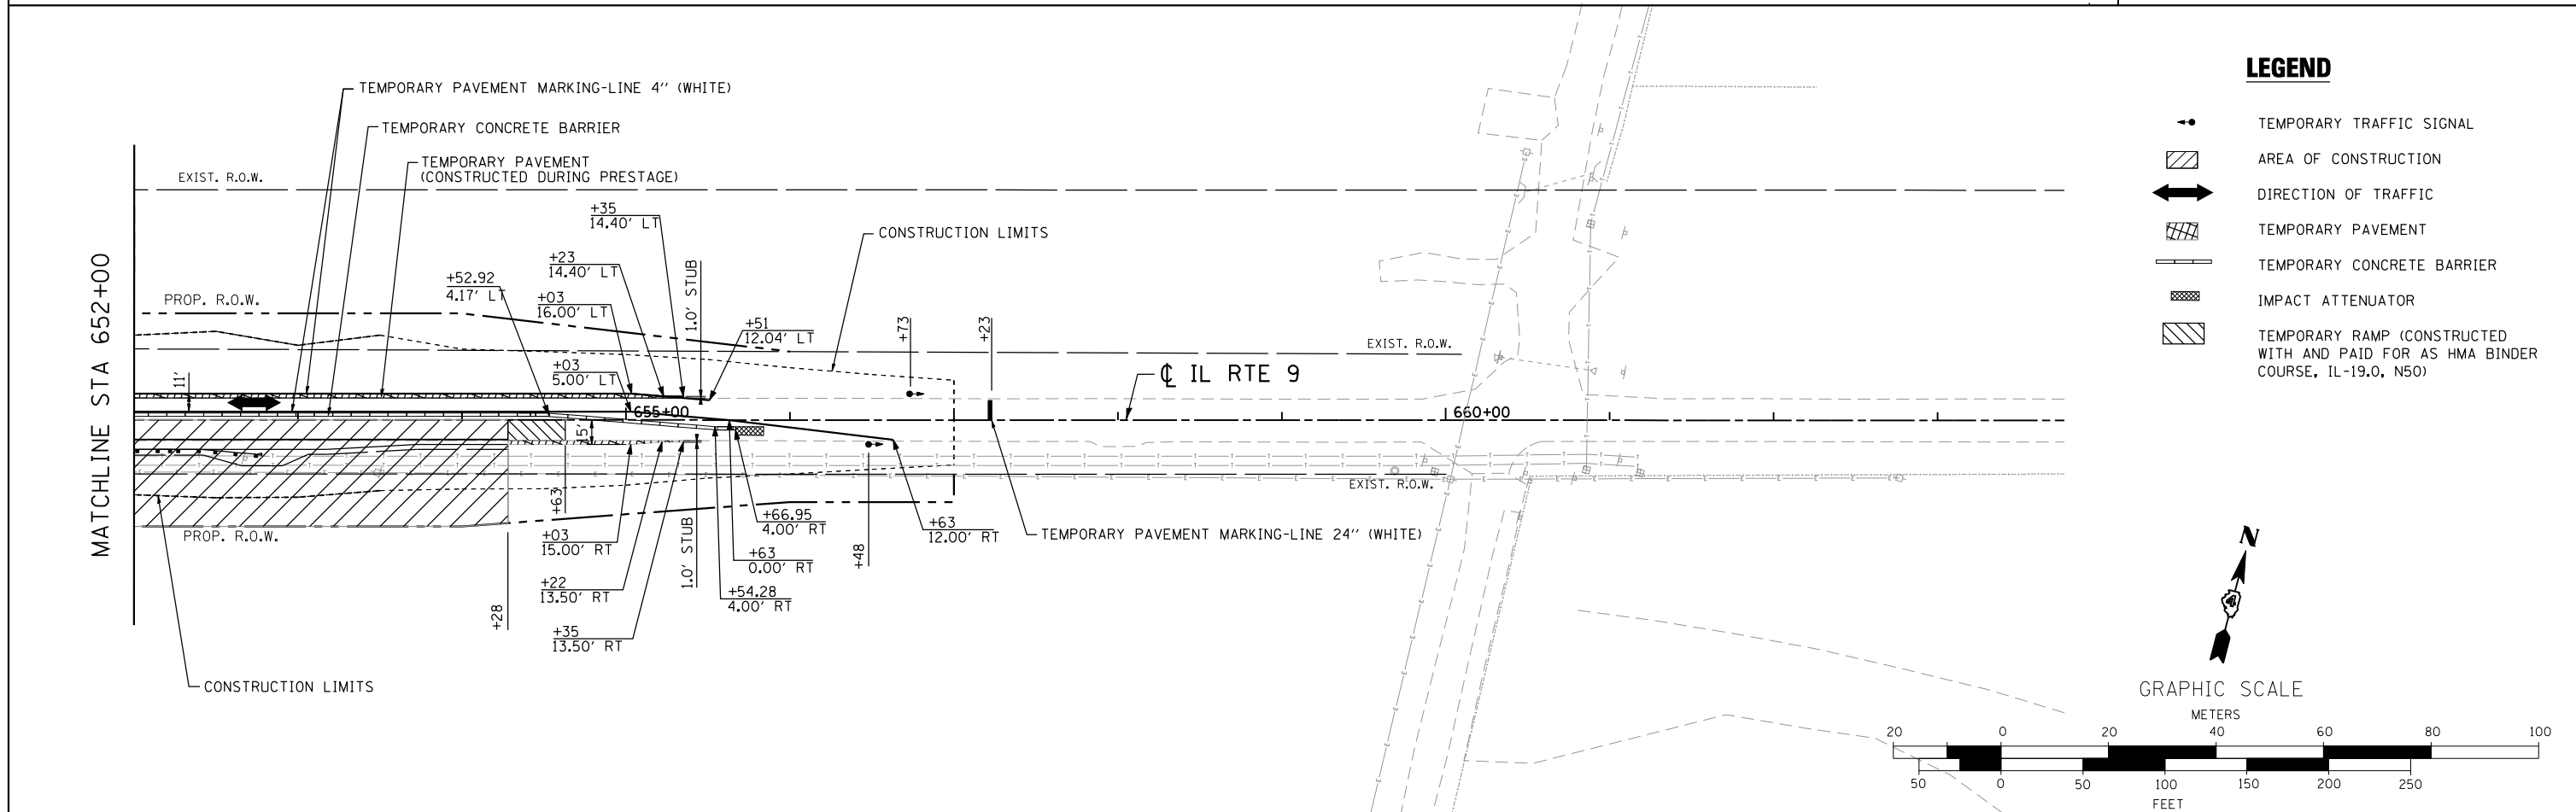 TEMPORARY PAVEMENT MARKING-LINE 4'' (WHITE)
TEMPORARY CONCRETE BARRIER
TEMPORARY PAVEMENT
(CONSTRUCTED DURING PRESTAGE)
EXIST. R.O.W.
+35
14.40' LT
CONSTRUCTION LIMITS
+23
14.40' LT
+52.92
4.17' LT
+03
16.00' LT
1.0' STUB
PROP. R.O.W.
+51
12.04' LT
+73
+23
EXIST. R.O.W.
+03
5.00' LT
11'
℄ IL RTE 9
MATCHLINE STA 652+00
655+00
660+00
15'
+63
EXIST. R.O.W.
PROP. R.O.W.
+03
15.00' RT
+66.95
4.00' RT
+63
12.00' RT
TEMPORARY PAVEMENT MARKING-LINE 24'' (WHITE)
+48
+63
0.00' RT
1.0' STUB
+22
13.50' RT
+54.28
4.00' RT
+28
+35
13.50' RT
CONSTRUCTION LIMITS
LEGEND
TEMPORARY TRAFFIC SIGNAL
AREA OF CONSTRUCTION
DIRECTION OF TRAFFIC
TEMPORARY PAVEMENT
TEMPORARY CONCRETE BARRIER
IMPACT ATTENUATOR
TEMPORARY RAMP (CONSTRUCTED
WITH AND PAID FOR AS HMA BINDER
COURSE, IL-19.0, N50)
N
GRAPHIC SCALE
METERS
20 0 20 40 60 80 100
50 0 50 100 150 200 250
FEET